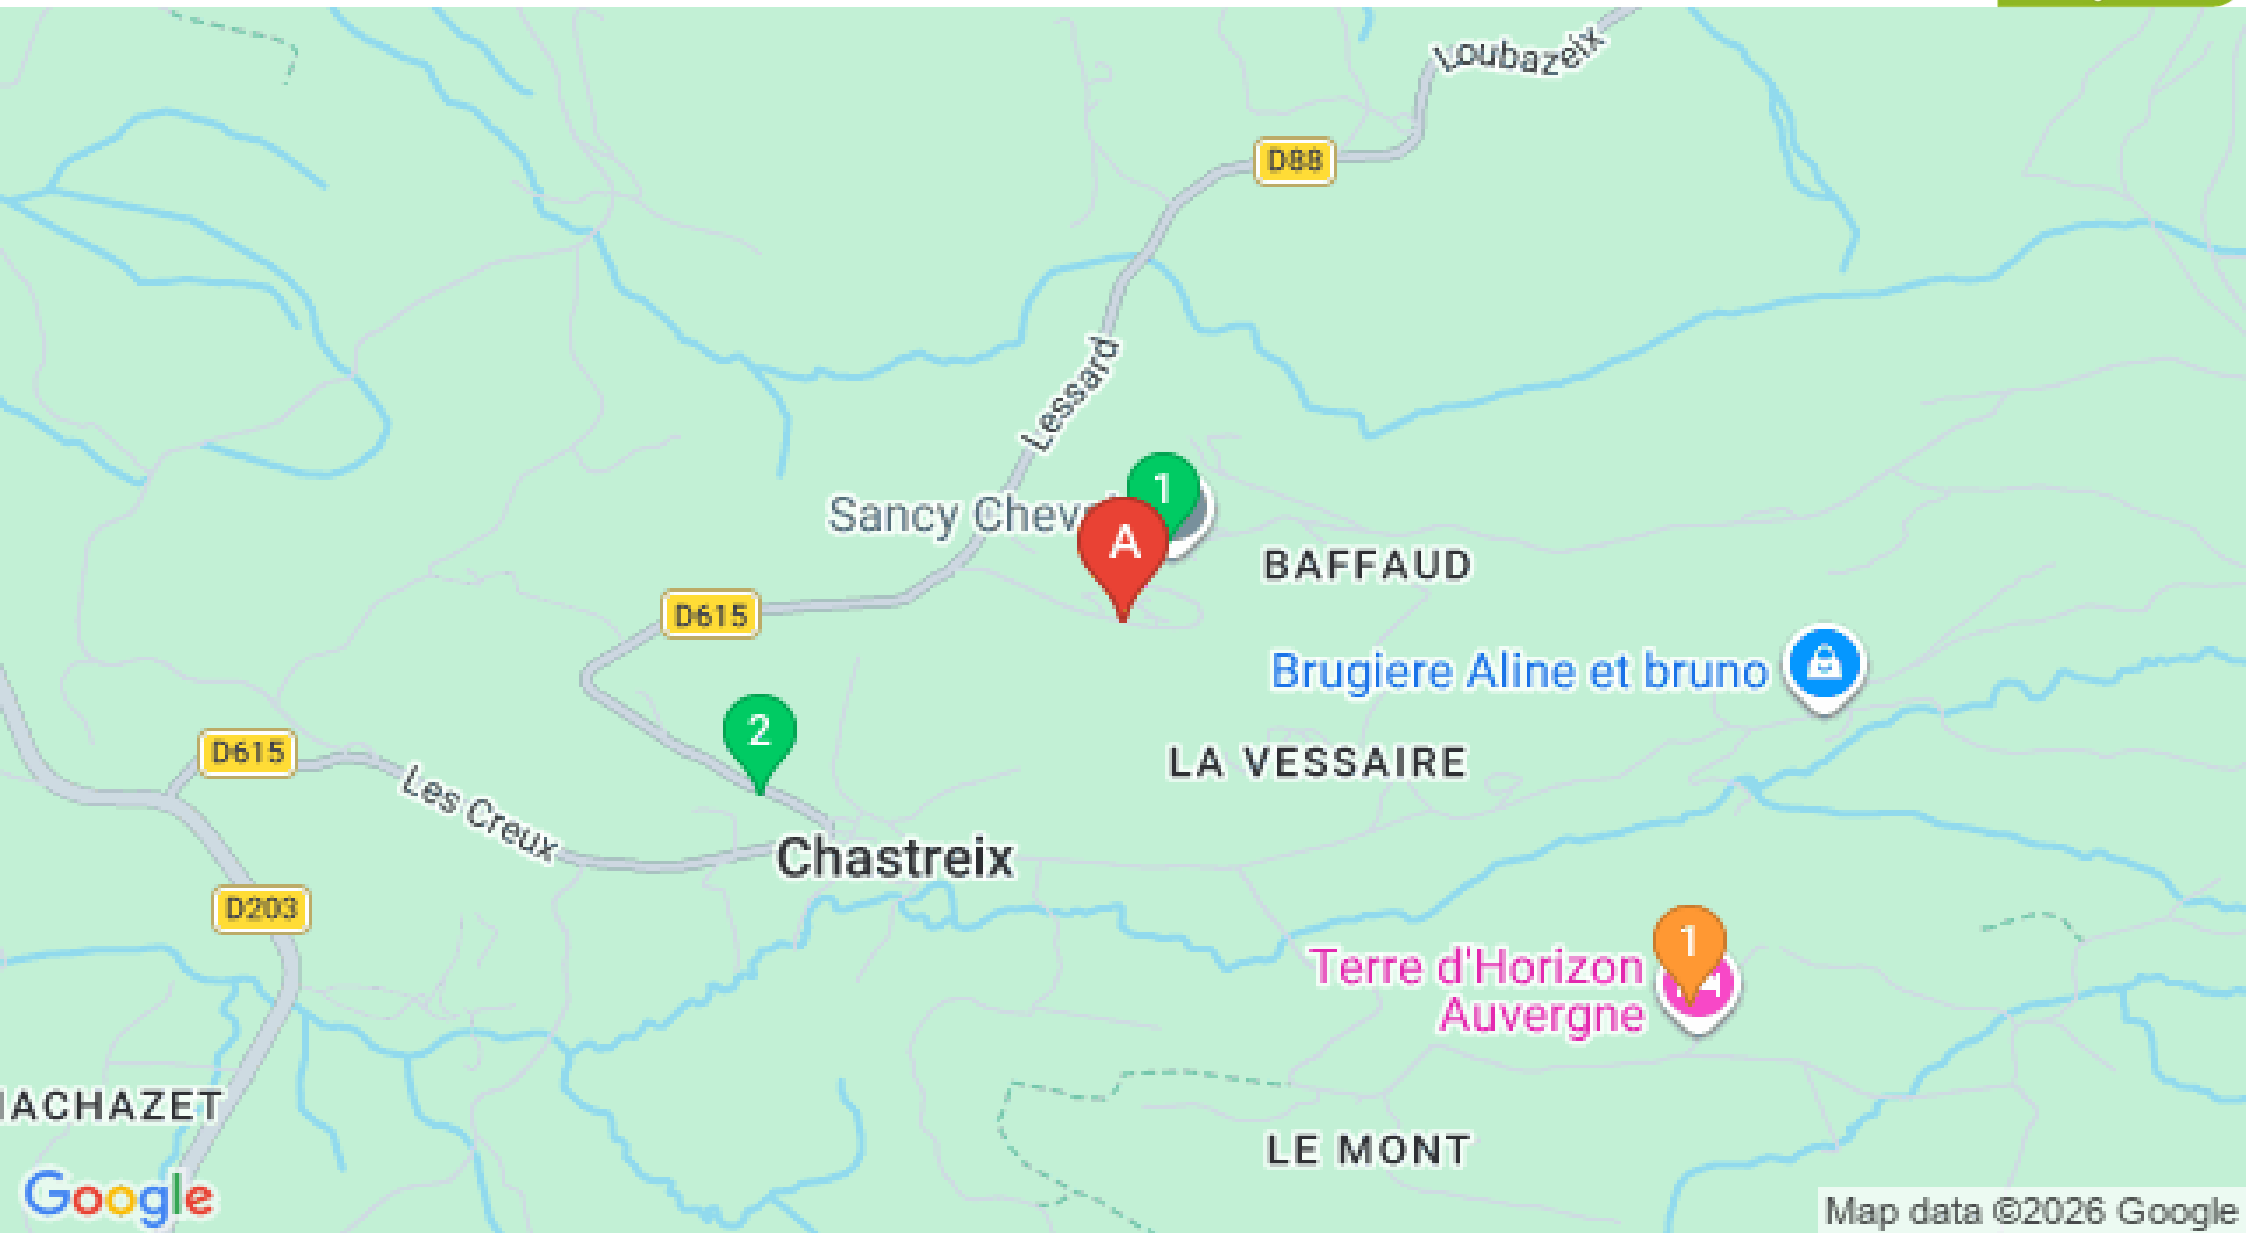 Loubazeix
D88
Lessard
1
Sancy Chev
A
BAFFAUD
D615
Brugiere Aline et bruno
2
D615
LA VESSAIRE
Les Creux
Chastreix
D203
1
Terre d'Horizon
Auvergne
ACHAZET
LE MONT
Google
Map data ©2026 Google